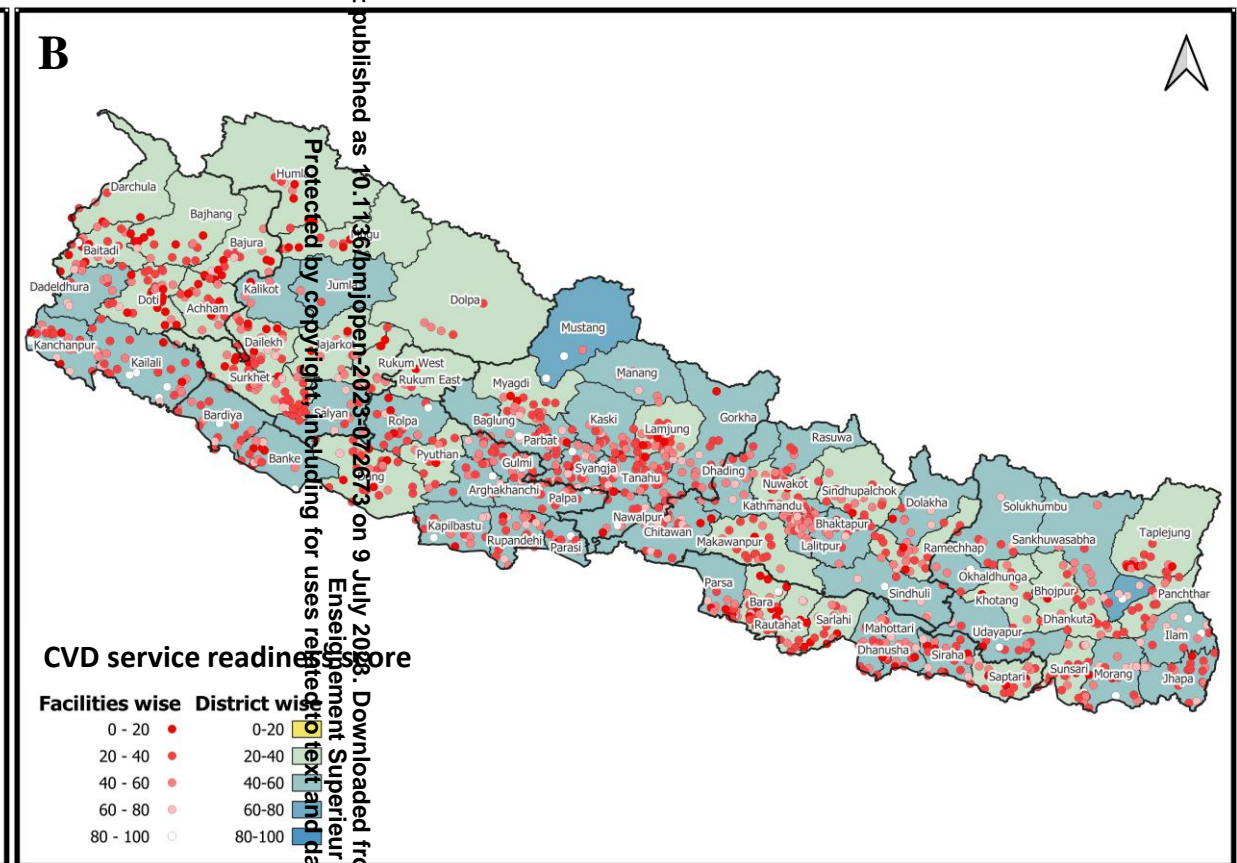 B
: published as 10.1136/bmjopen-2023-072673 on 9 July 2023. Downloaded fro
Protected by copyright, including for uses related to text and da
Enseignement Superieur
Darchula
Humla
Bajhang
Bajura
Baitadi
Dadeldhura
Doti
Achham
Kalikot
Jumla
Dolpa
Mustang
Kanchanpur
Kailali
Dailekh
Jajarkot
Surkhet
Rukum West
Rukum East
Myagdi
Manang
Bardiya
Salyan
Rolpa
Baglung
Kaski
Lamjung
Gorkha
Parbat
Banke
Pyuthan
Gulmi
Syangja
Tanahu
Dhading
Rasuwa
Arghakhanchi
Palpa
Nuwakot
Sindhupalchok
Dolakha
Solukhumbu
Kathmandu
Bhaktapur
Kapilbastu
Nawalpur
Chitawan
Makawanpur
Lalitpur
Rupandehi
Parasi
Ramechhap
Sankhuwasabha
Taplejung
Parsa
Bara
Sindhuli
Okhaldhunga
Khotang
Bhojpur
Panchthar
Rautahat
Sarlahi
Mahottari
Udayapur
Dhankuta
Ilam
Dhanusha
Siraha
Saptari
Sunsari
Morang
Jhapa
CVD service readiness score
Facilities wise District wise
0 - 20 0-20
20 - 40 20-40
40 - 60 40-60
60 - 80 60-80
80 - 100 80-100